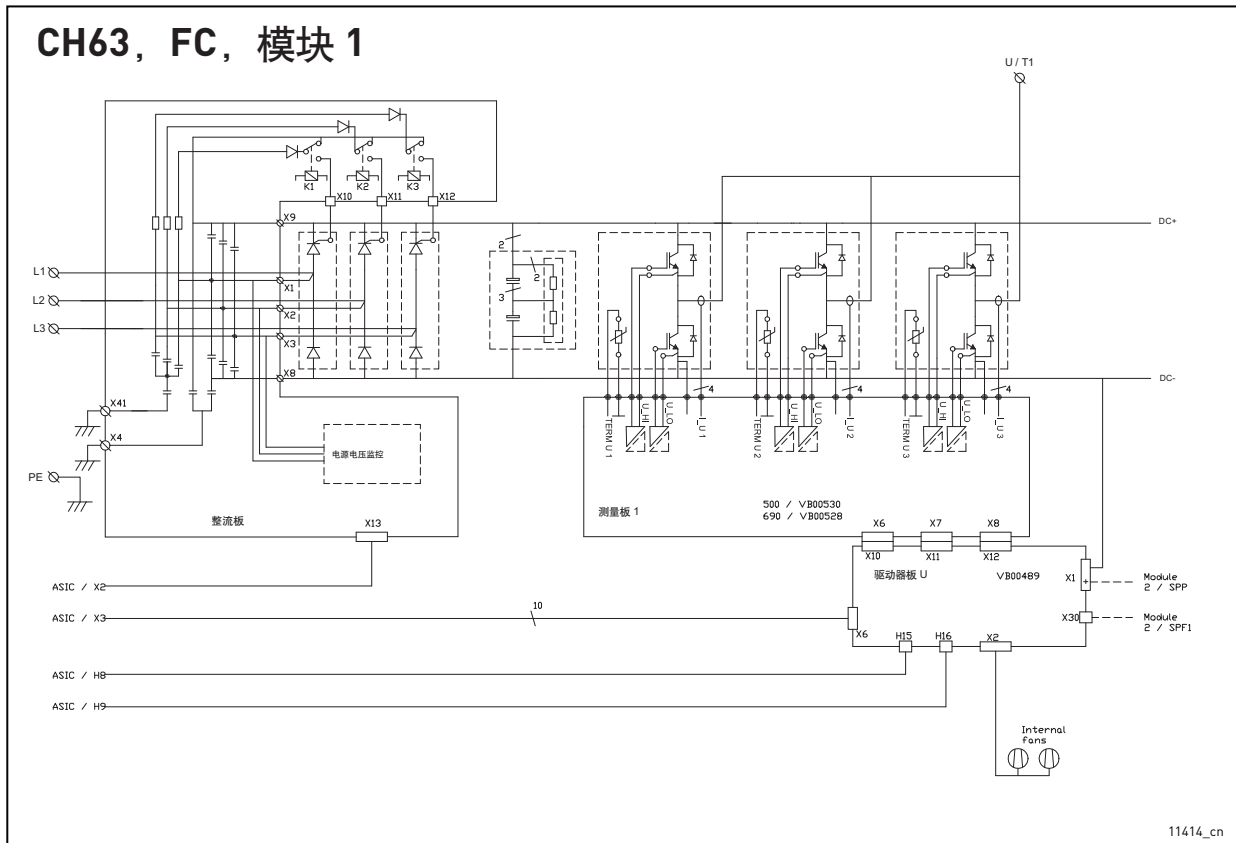 CH63, FC, 模块 1
U / T1
K1
K2
K3
X10
X11
X12
X9
DC+
2
2
3
L1
X1
L2
X2
L3
X3
X8
DC-
X41
X4
4
4
4
TERM U 1
U_HI
U_LO
I_U 1
TERM U 2
U_HI
U_LO
I_U 2
TERM U 3
U_HI
U_LO
I_U 3
电源电压监控
PE
整流板
X13
测量板 1
500 / VB00530
690 / VB00528
X6
X7
X8
X10
X11
X12
驱动器板 U
VB00489
X1
+
Module
2 / SPP
ASIC / X2
ASIC / X3
10
X6
X30
Module
2 / SPF1
H15
H16
X2
ASIC / H8
ASIC / H9
Internal
fans
11414_cn